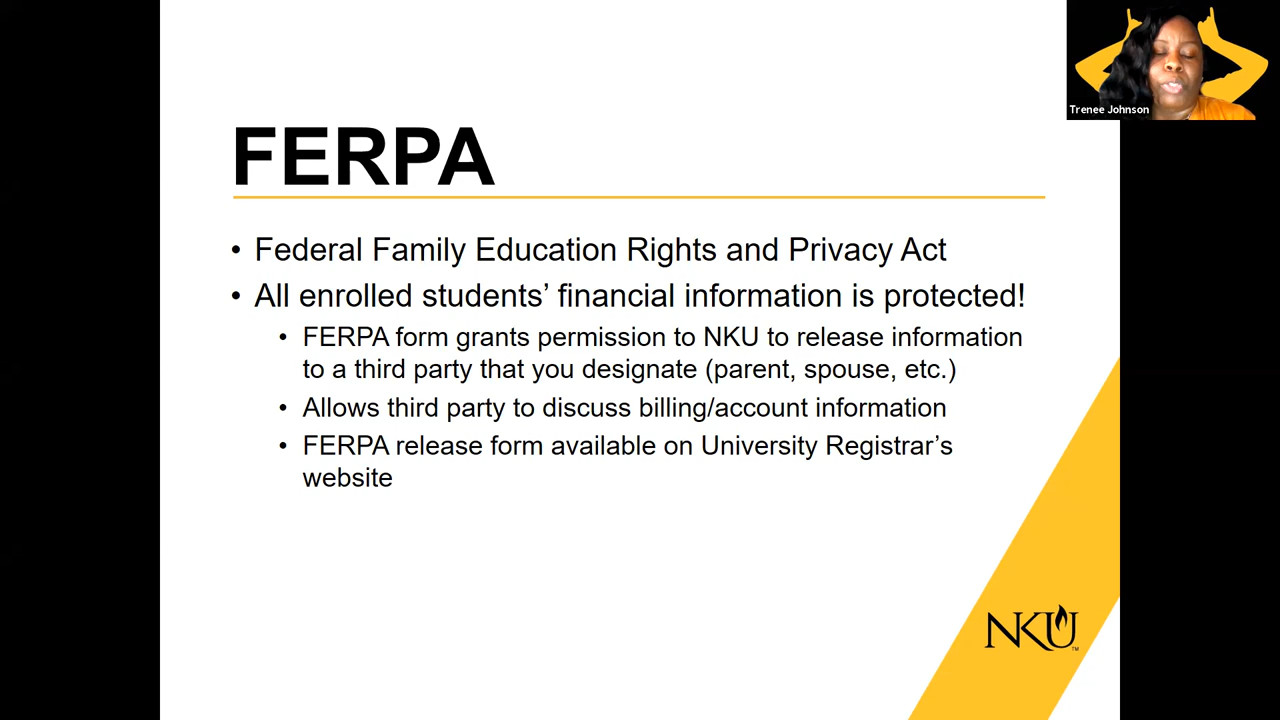 Trenee Johnson
FERPA
• Federal Family Education Rights and Privacy Act
• All enrolled students’ financial information is protected!
• FERPA form grants permission to NKU to release information
to a third party that you designate (parent, spouse, etc.)
• Allows third party to discuss billing/account information
• FERPA release form available on University Registrar’s
website
NKU™